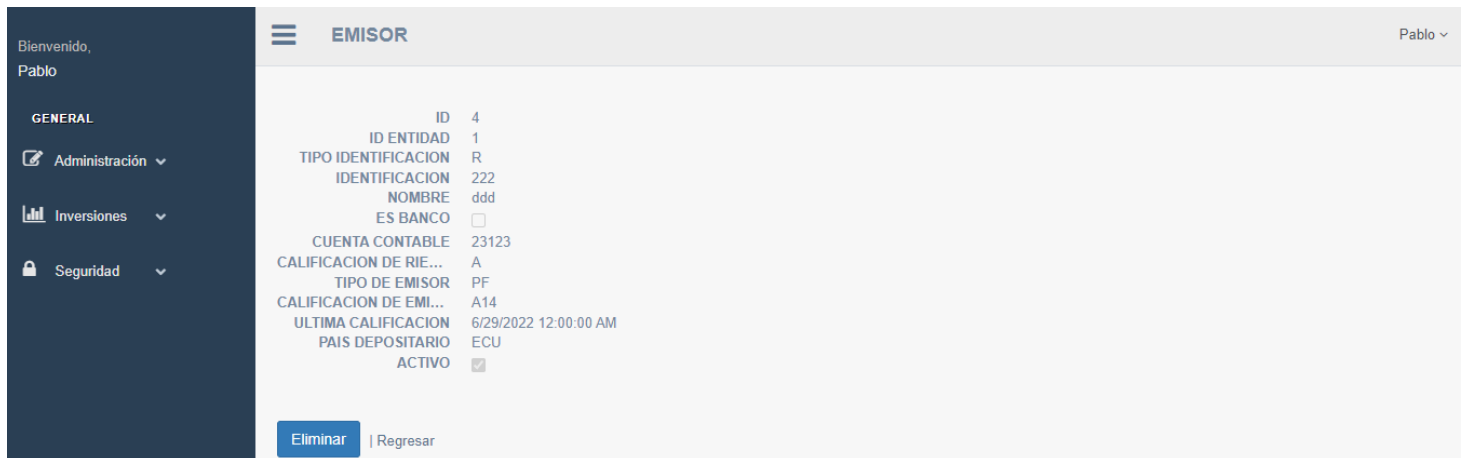 Bienvenido,
Pablo
GENERAL
Administración
Inversiones
Seguridad
EMISOR
Pablo
ID 4
ID ENTIDAD 1
TIPO IDENTIFICACION R
IDENTIFICACION 222
NOMBRE ddd
ES BANCO
CUENTA CONTABLE 23123
CALIFICACION DE RIE... A
TIPO DE EMISOR PF
CALIFICACION DE EMI... A14
ULTIMA CALIFICACION 6/29/2022 12:00:00 AM
PAIS DEPOSITARIO ECU
ACTIVO
Eliminar | Regresar